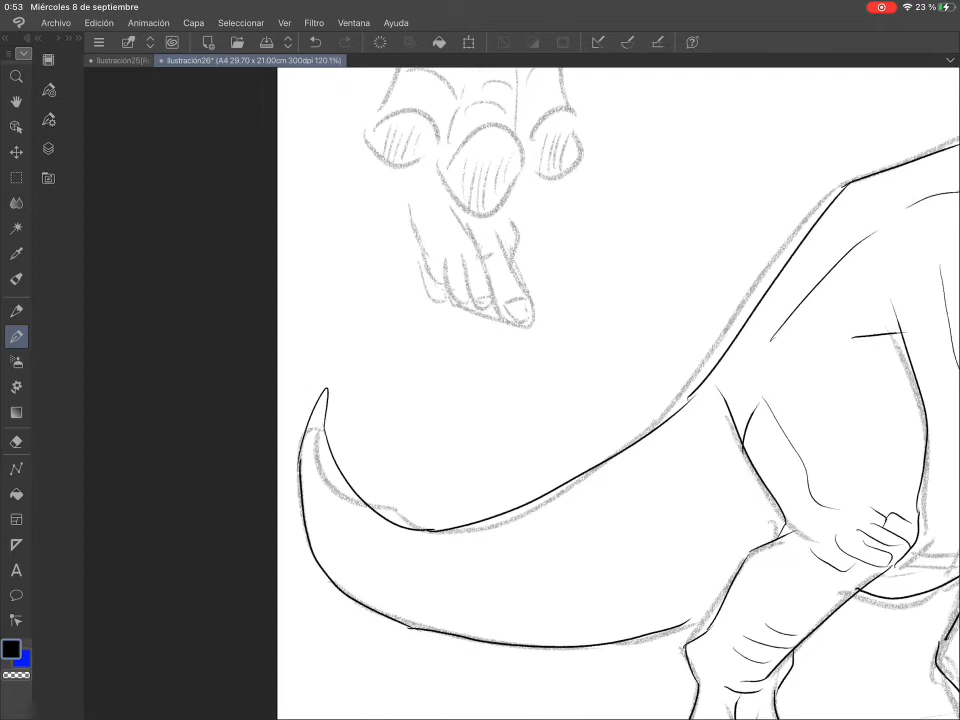 0:53 Miércoles 8 de septiembre
23 %
Archivo Edición Animación Capa Seleccionar Ver Filtro Ventana Ayuda
Ilustración26* (A4 29.70 x 21.00cm 300dpi 120.1%)